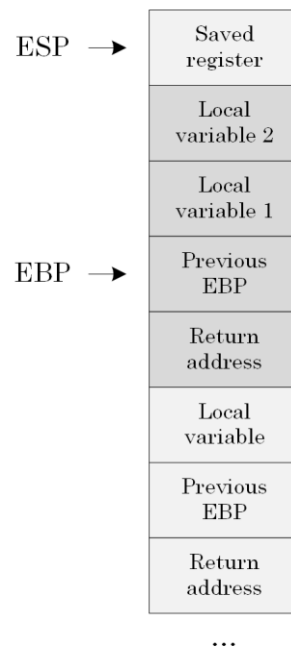 ESP
Saved
register
Local
variable 2
Local
variable 1
EBP
Previous
EBP
Return
address
Local
variable
Previous
EBP
Return
address
...